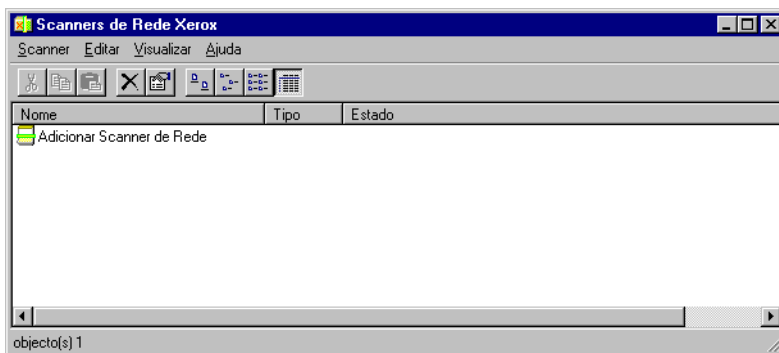 Scanners de Rede Xerox
Scanner Editar Visualizar Ajuda
Nome Tipo Estado
Adicionar Scanner de Rede
objecto(s) 1